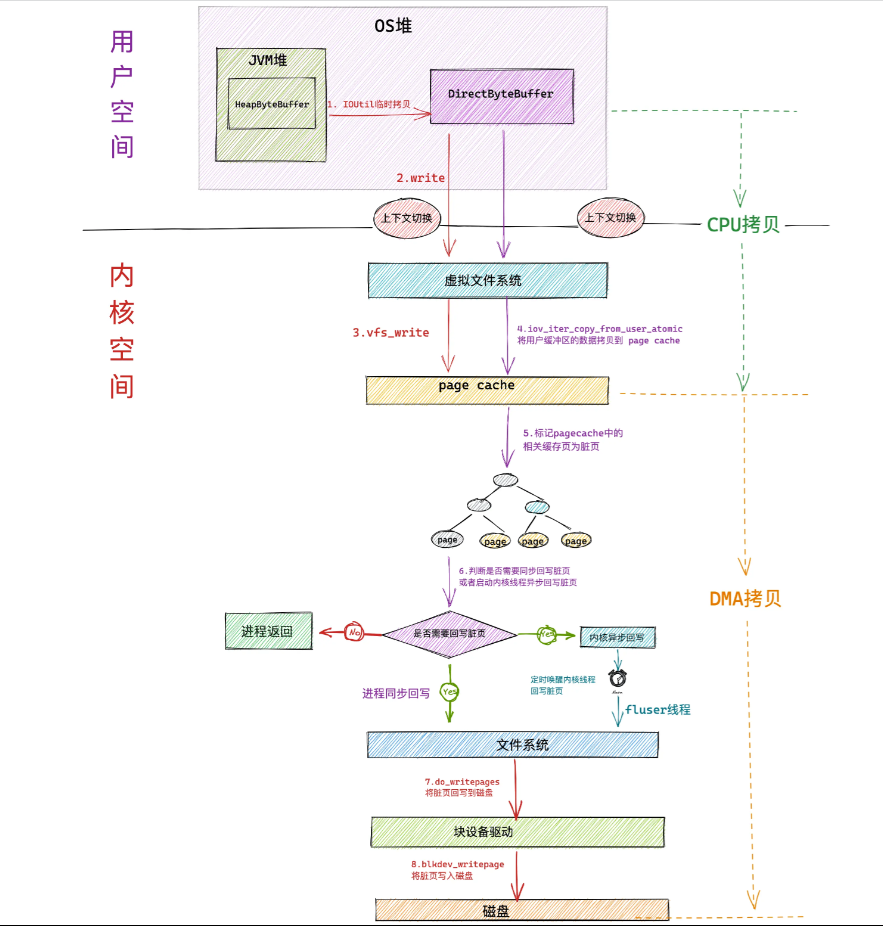 用户空间
OS堆
JVM堆
HeapByteBuffer
1. IOUtil临时拷贝
DirectByteBuffer
2.write
上下文切换
上下文切换
CPU拷贝
内核空间
虚拟文件系统
3.vfs_write
4.iov_iter_copy_from_user_atomic
将用户缓冲区的数据拷贝到 page cache
page cache
5.标记pagecache中的
相关缓存页为脏页
page
page
page
page
6.判断是否需要同步回写脏页
或者启动内核线程异步回写脏页
DMA拷贝
进程返回
No
是否需要回写脏页
Yes
内核异步回写
进程同步回写
Yes
定时唤醒内核线程
回写脏页
fluser线程
文件系统
7.do_writepages
将脏页回写到磁盘
块设备驱动
8.blkdev_writepage
将脏页写入磁盘
磁盘